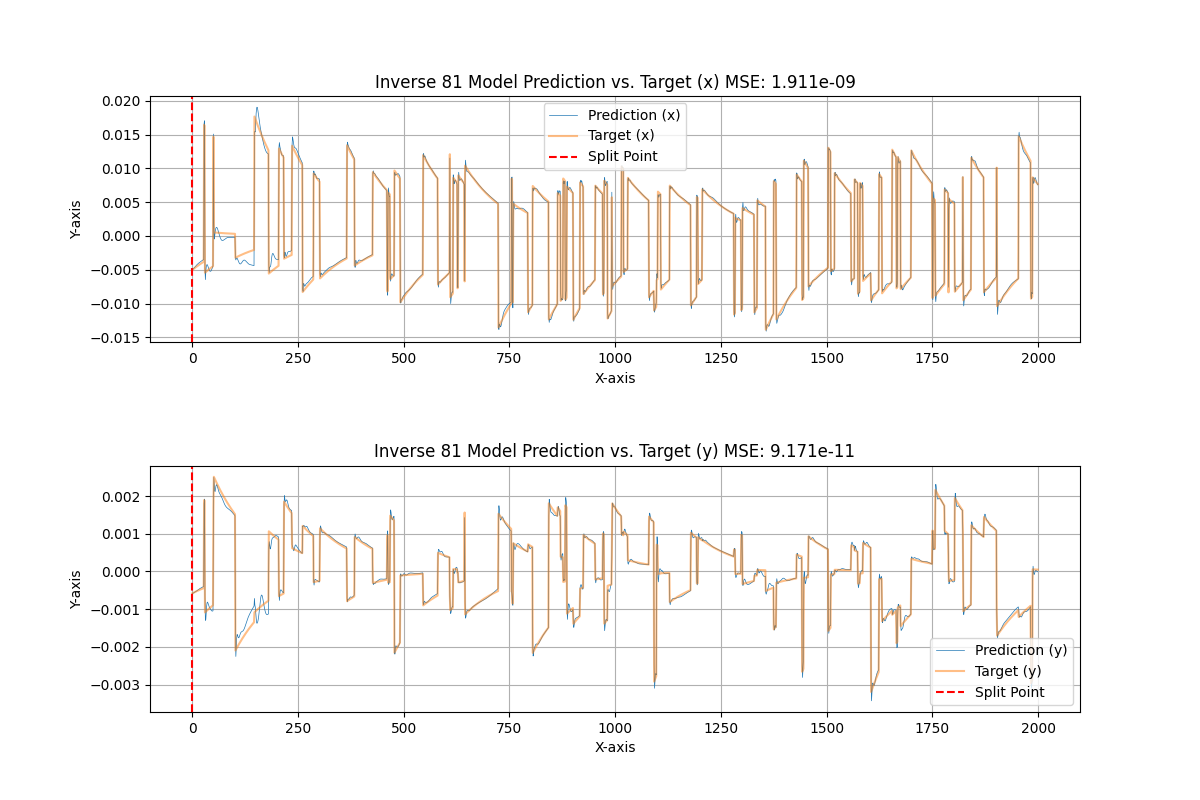 Inverse 81 Model Prediction vs. Target (x) MSE: 1.911e-09
0.020
0.015
0.010
0.005
0.000
−0.005
−0.010
−0.015
Y-axis
Prediction (x)
Target (x)
Split Point
0 250 500 750 1000 1250 1500 1750 2000
X-axis
Inverse 81 Model Prediction vs. Target (y) MSE: 9.171e-11
0.002
0.001
0.000
−0.001
−0.002
−0.003
Y-axis
Prediction (y)
Target (y)
Split Point
0 250 500 750 1000 1250 1500 1750 2000
X-axis